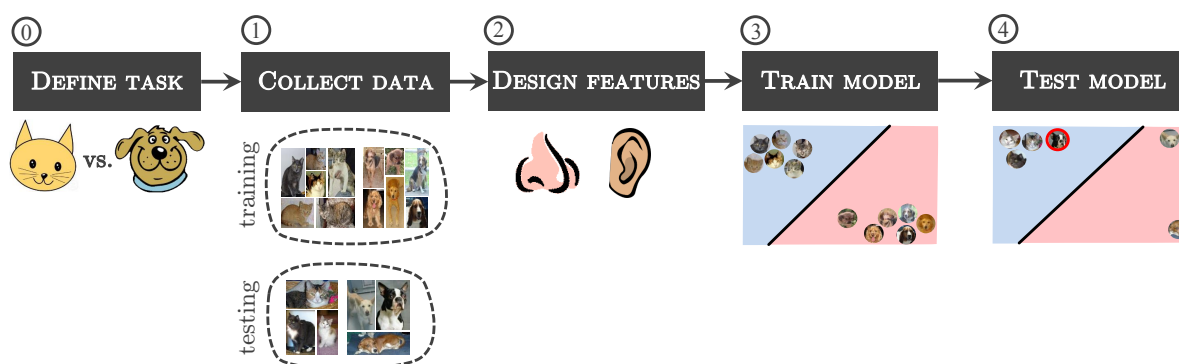 0
1
2
3
4
DEFINE TASK
COLLECT DATA
DESIGN FEATURES
TRAIN MODEL
TEST MODEL
vs.
training
testing